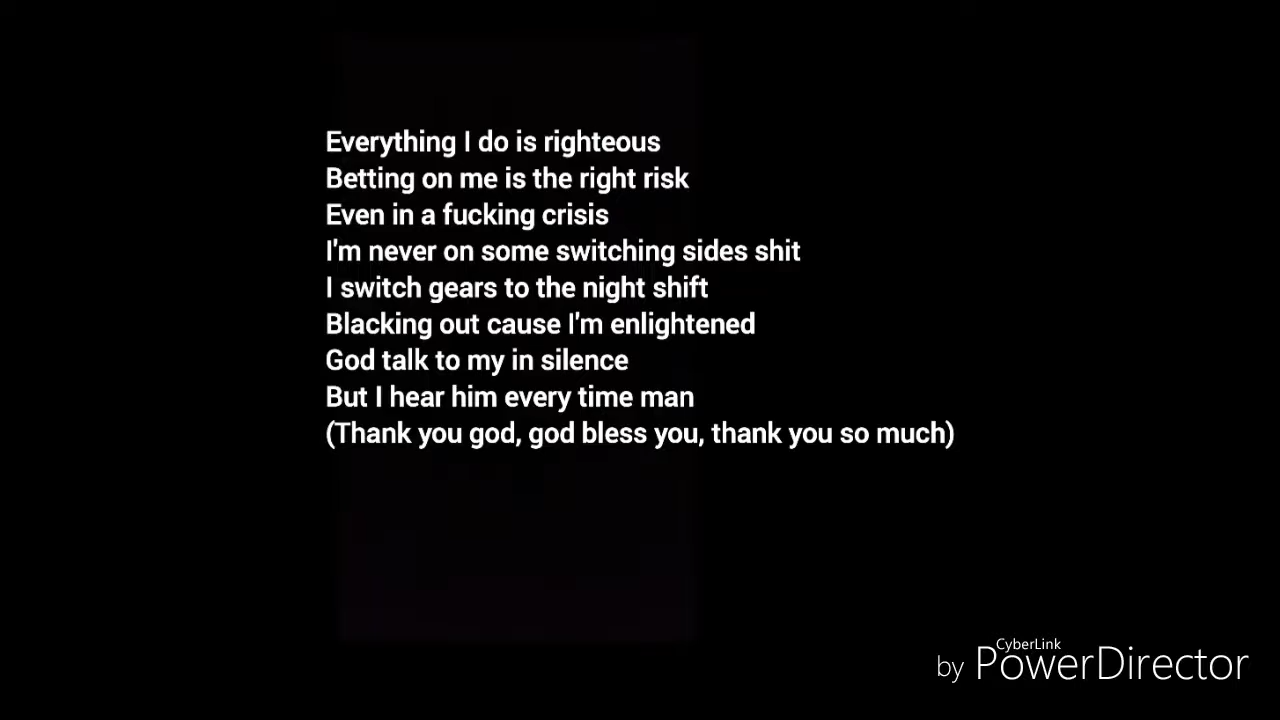 Everything I do is righteous
Betting on me is the right risk
Even in a fucking crisis
I'm never on some switching sides shit
I switch gears to the night shift
Blacking out cause I'm enlightened
God talk to my in silence
But I hear him every time man
(Thank you god, god bless you, thank you so much)
CyberLink
by PowerDirector